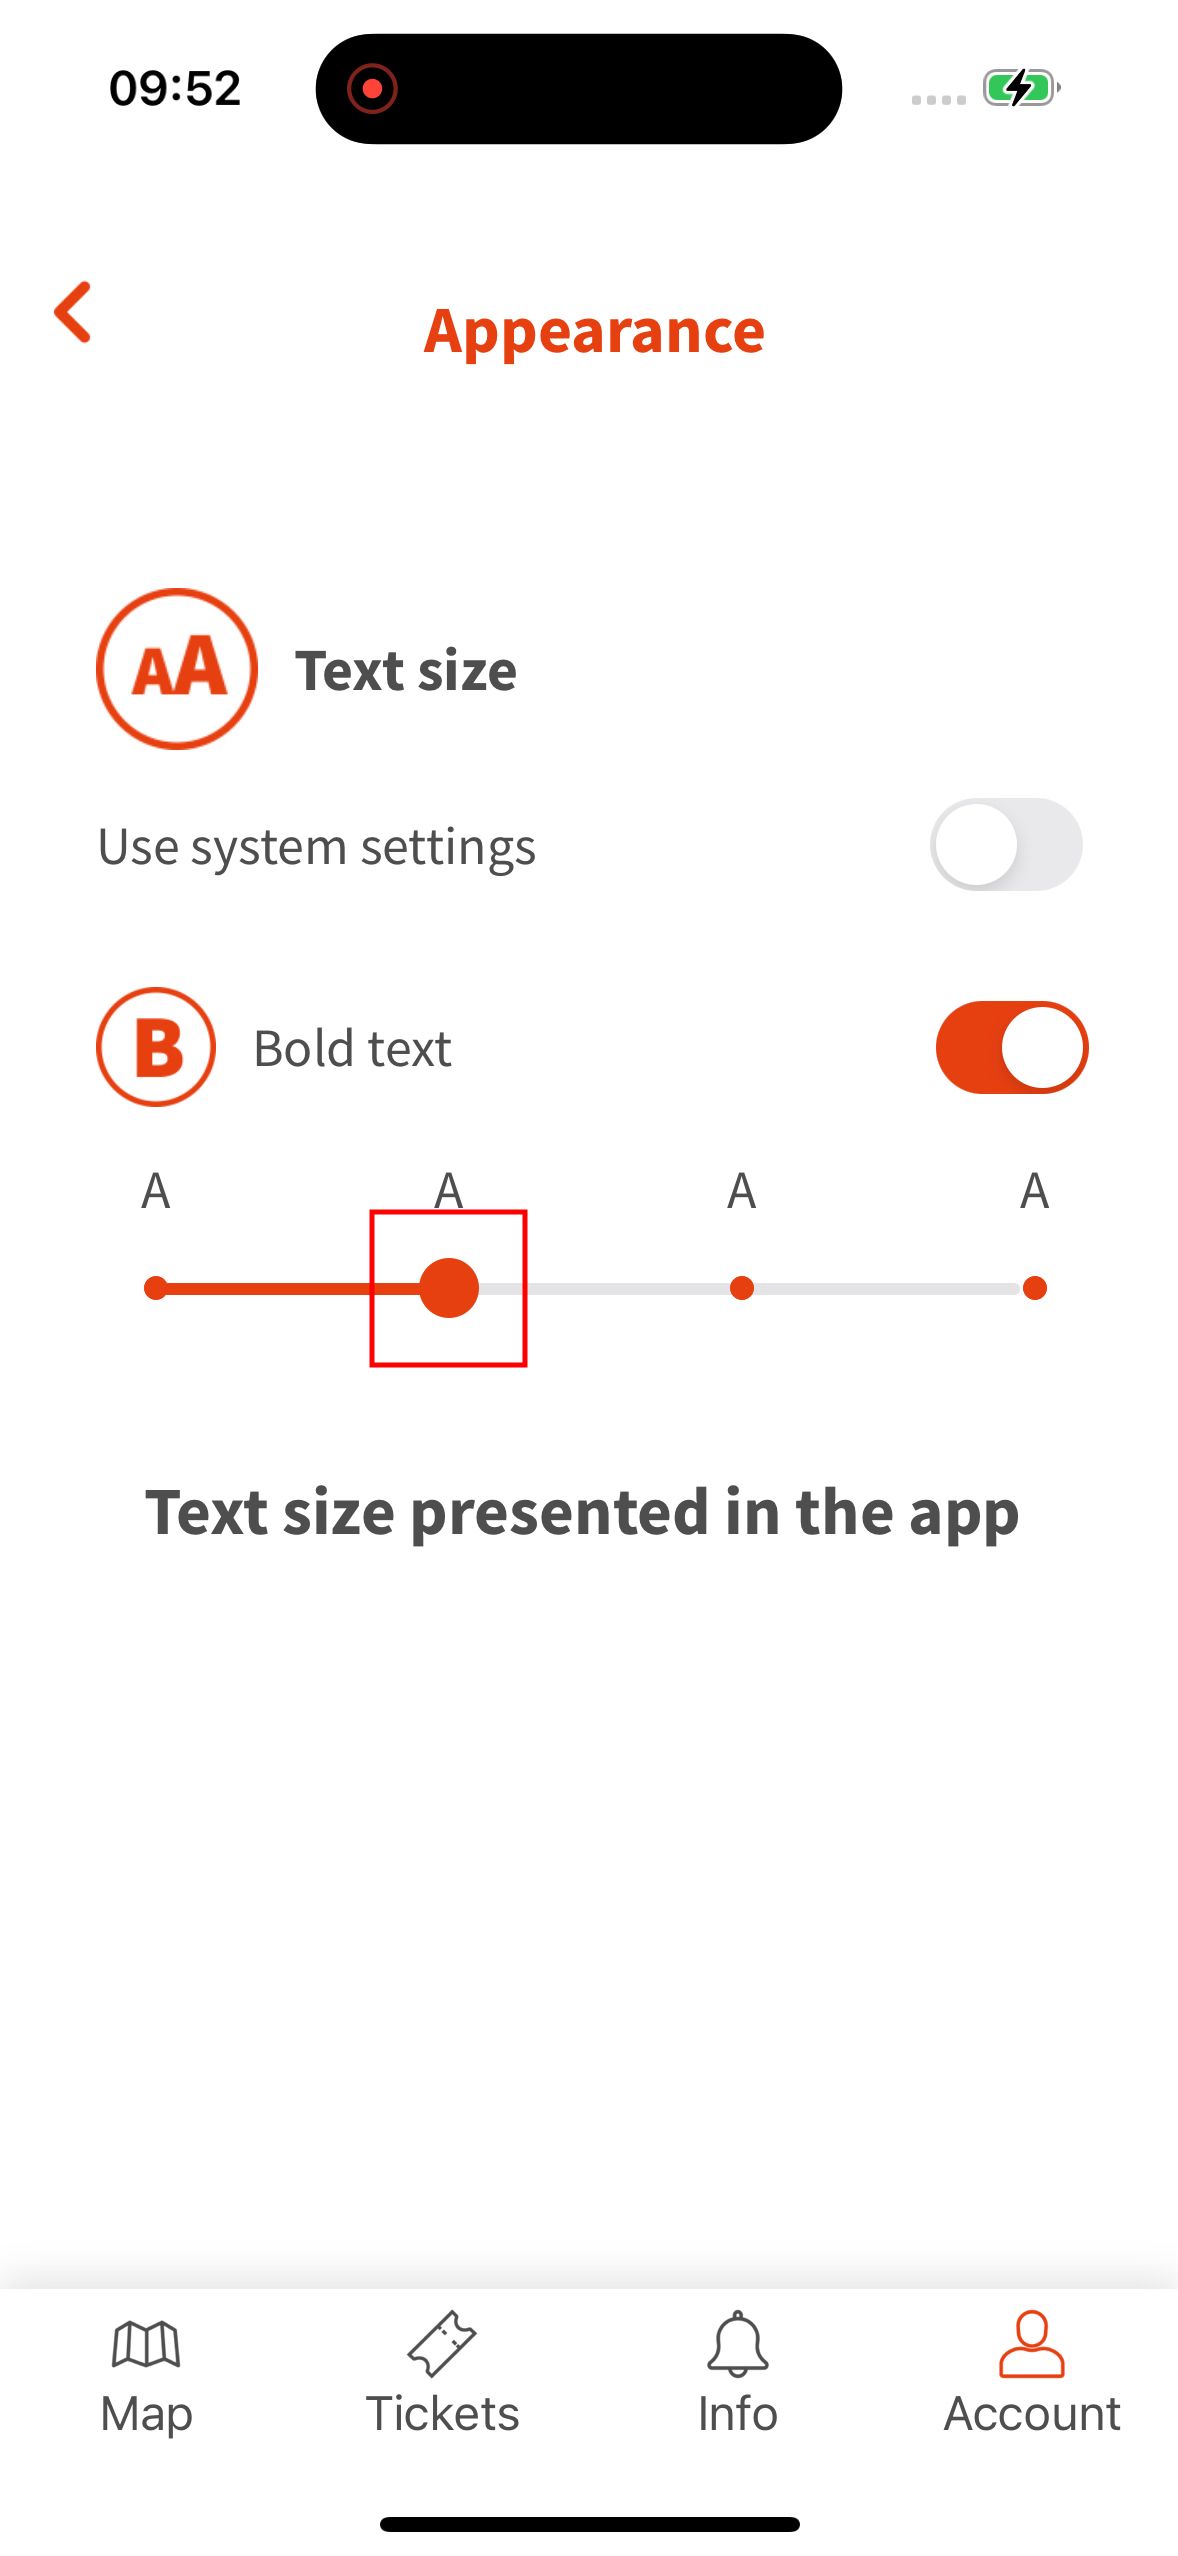 09:52
Appearance
AA
Text size
Use system settings
B
Bold text
A A A A
Text size presented in the app
Map Tickets Info Account